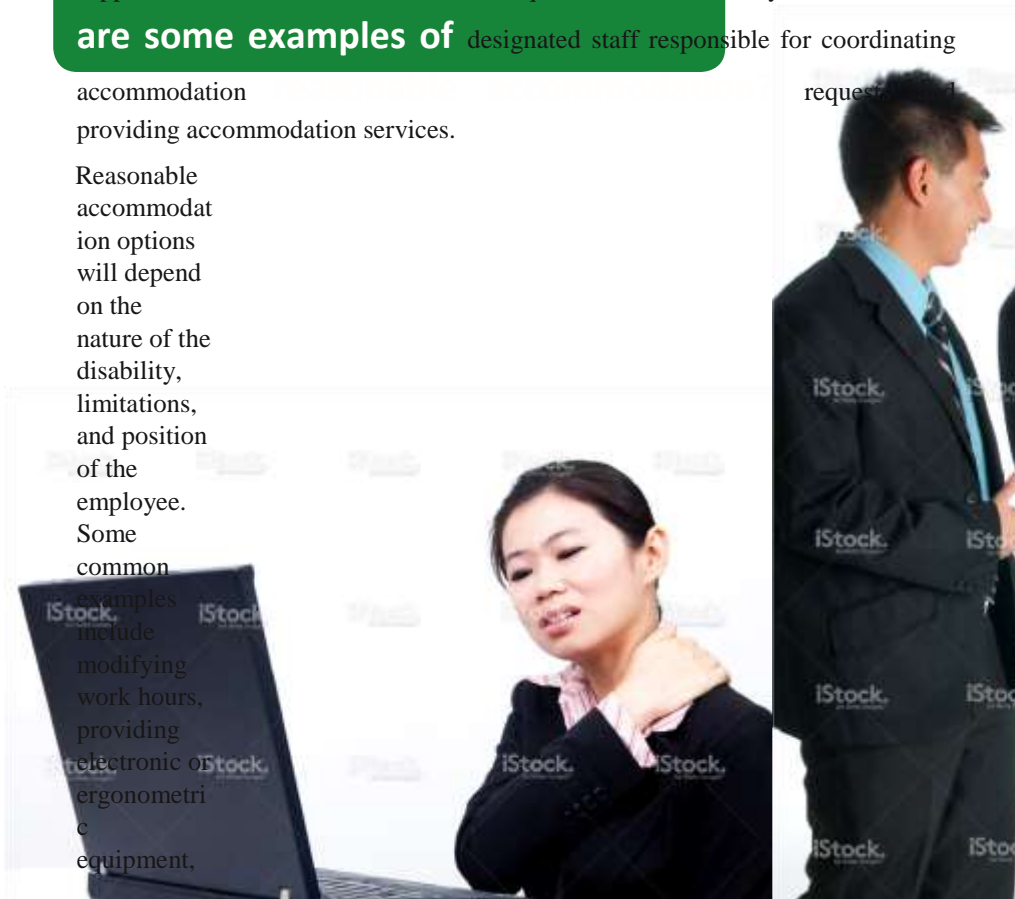 are some examples of designated staff responsible for coordinating
accommodation
providing accommodation services.
Reasonable
accommodat
ion options
will depend
on the
nature of the
disability,
limitations,
and position
of the
employee.
Some
common
examples
include
modifying
work hours,
providing
electronic or
ergonometri
c
equipment,
iStock.
iStock.
iStock.
iStock.
iStock.
iStock.
iStock.
iStock.
iStock.